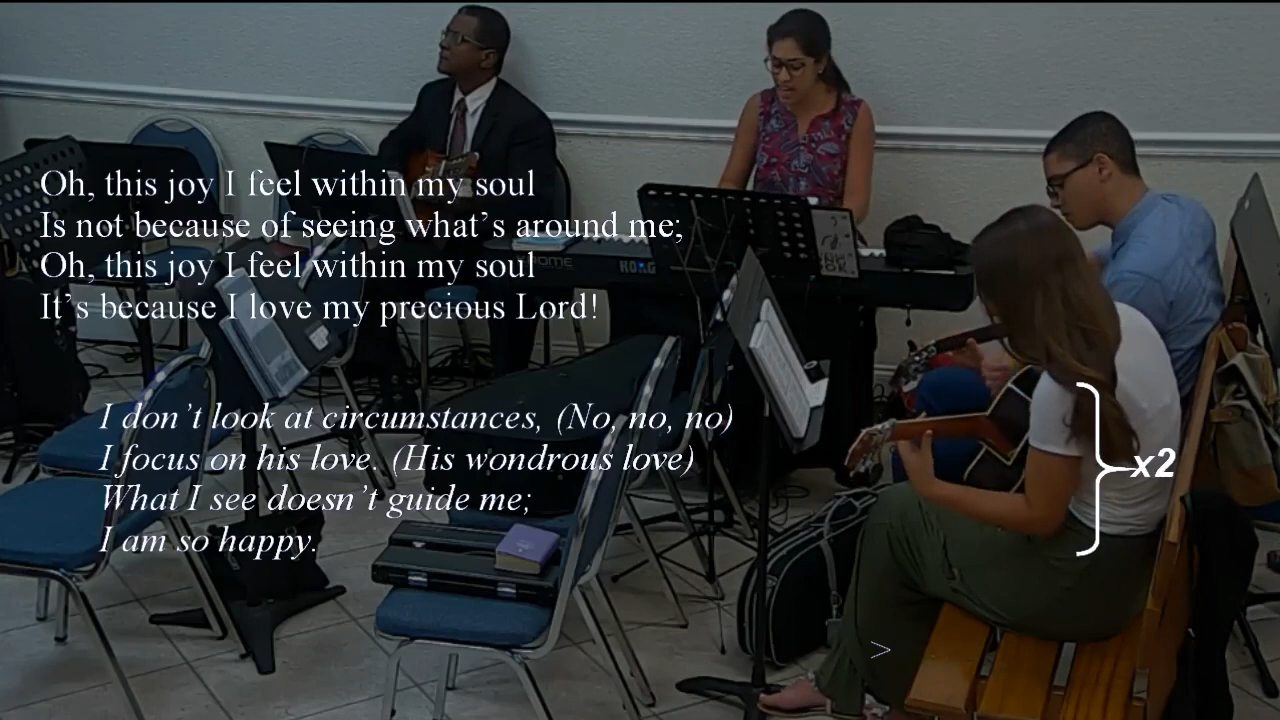 Oh, this joy I feel within my soul
Is not because of seeing what's around me;
Oh, this joy I feel within my soul
It's because I love my precious Lord!
KORG
I don't look at circumstances, (No, no, no)
I focus on his love. (His wondrous love)
What I see doesn't guide me;
I am so happy.
x2
>